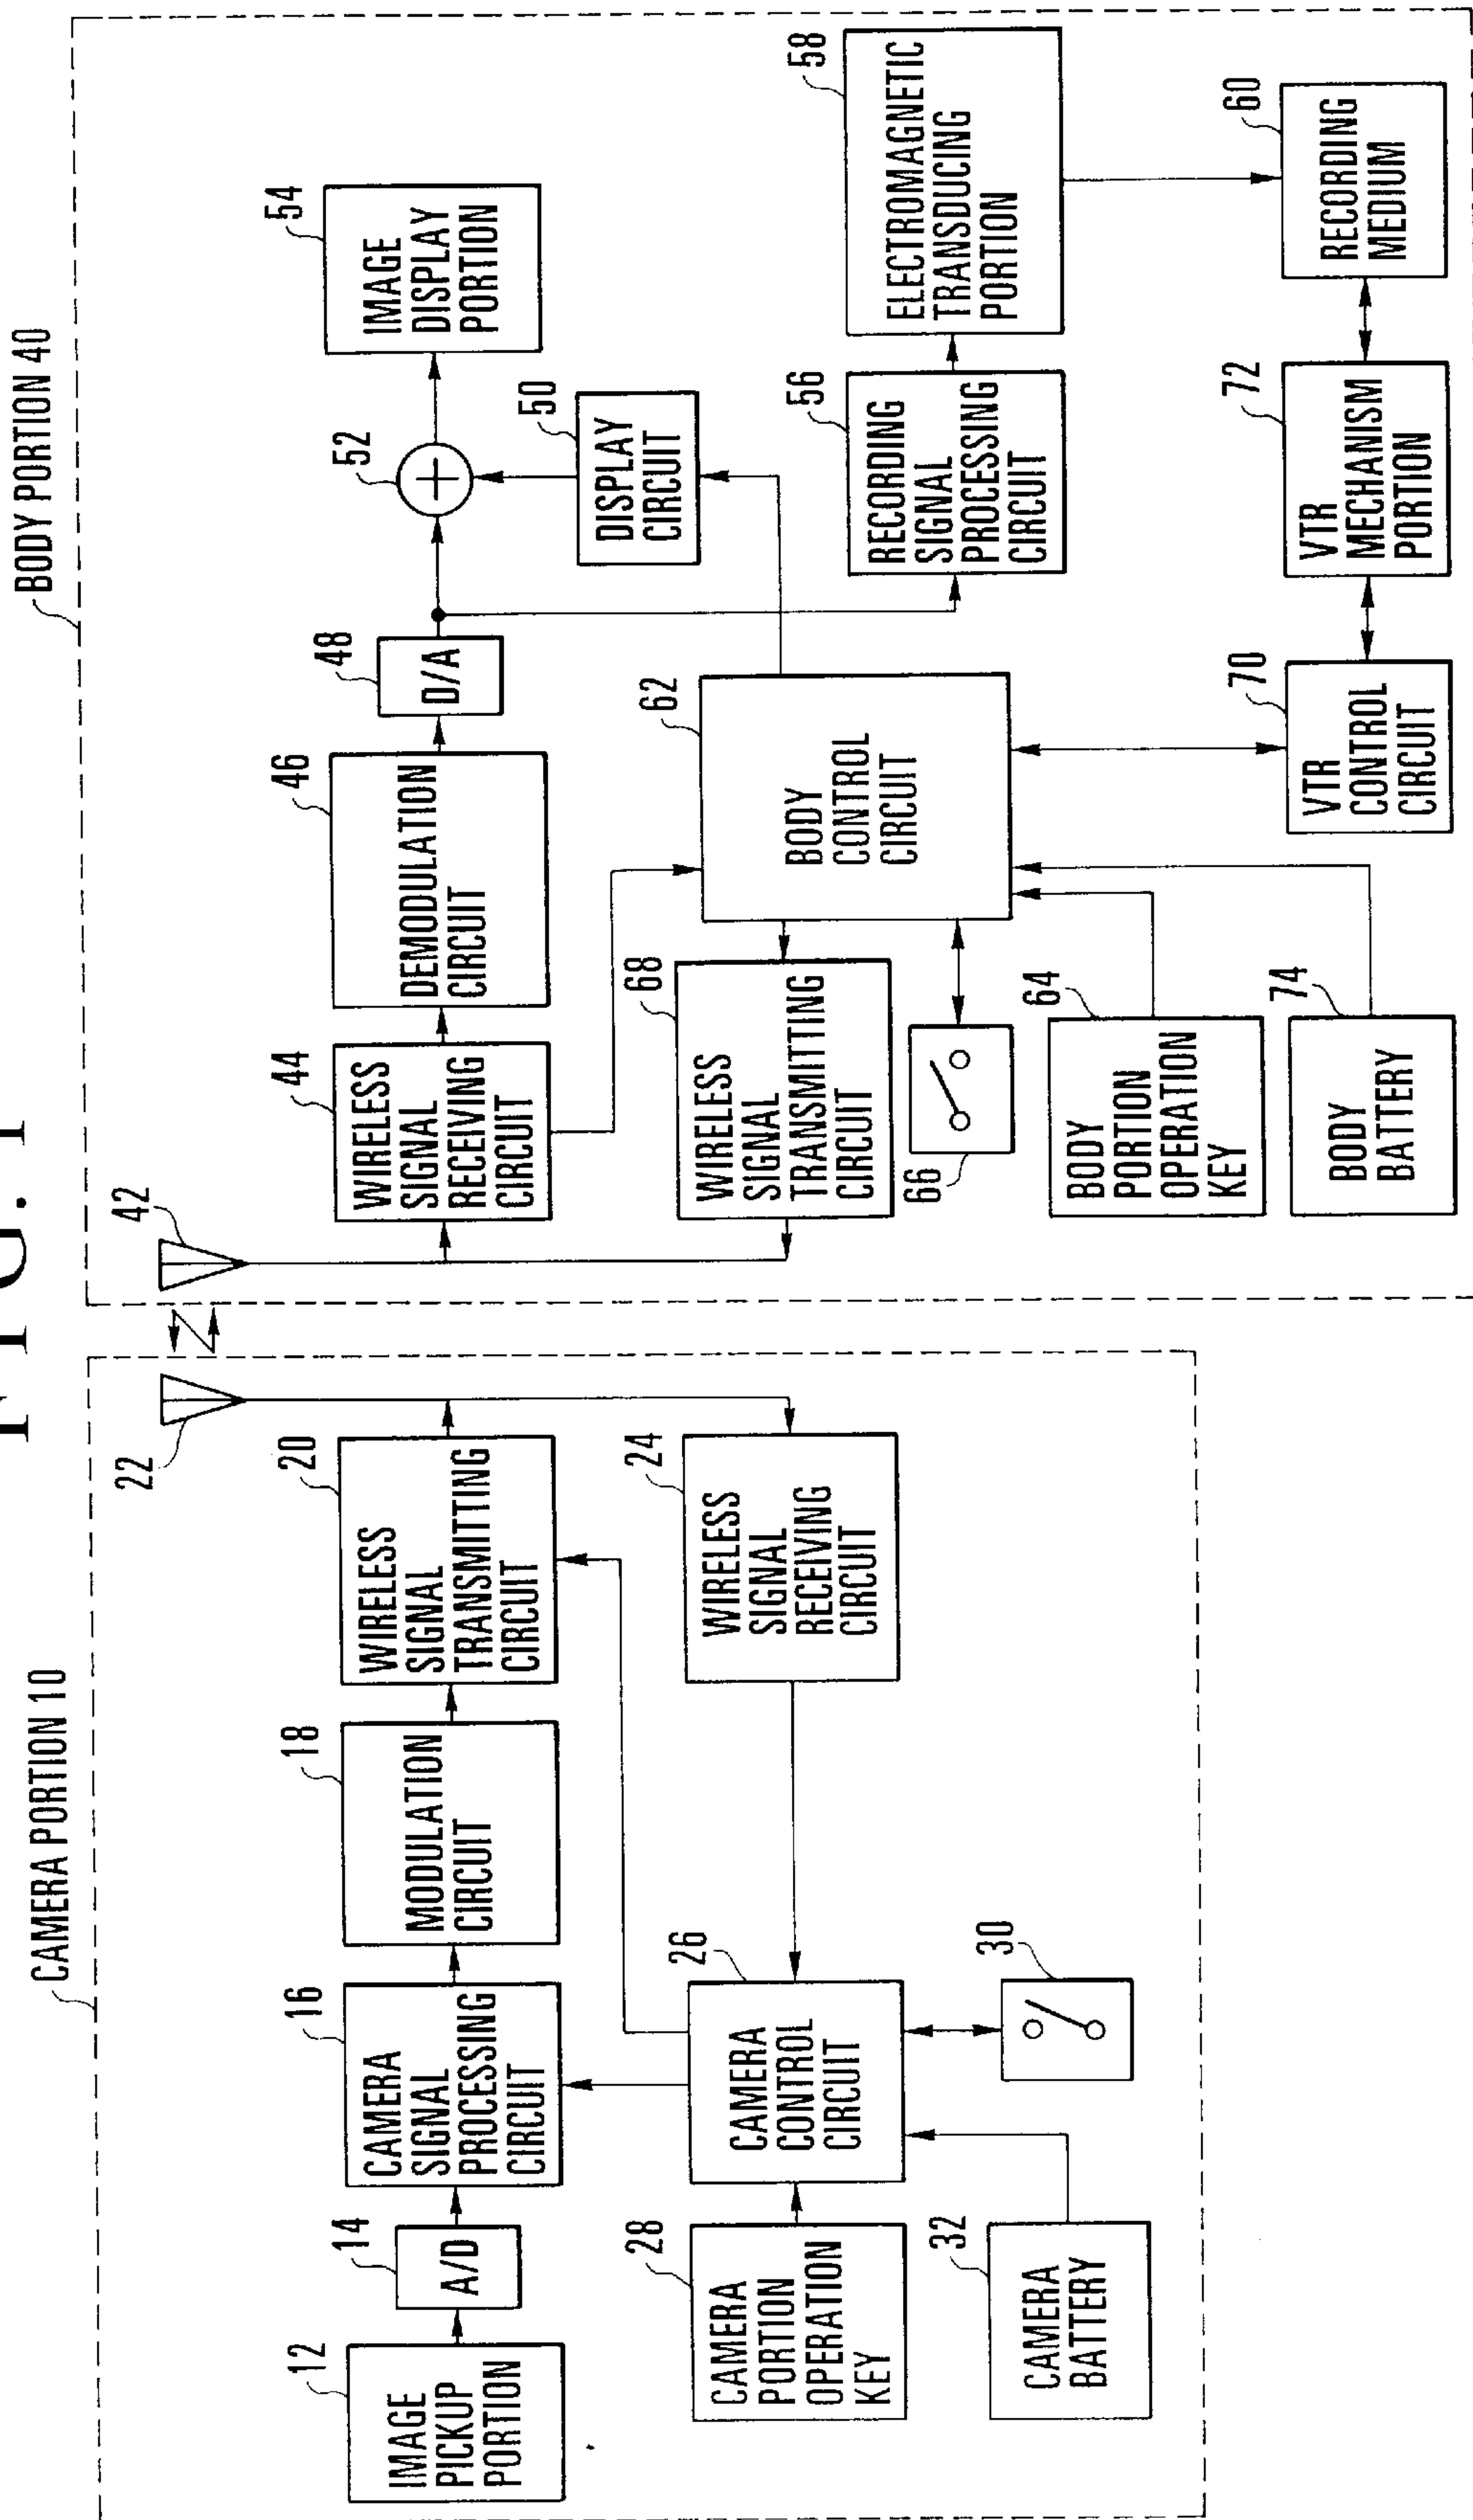 FIG. 1
CAMERA PORTION 10
BODY PORTION 40
12
IMAGE
PICKUP
PORTION
14
A/D
16
CAMERA
SIGNAL
PROCESSING
CIRCUIT
18
MODULATION
CIRCUIT
20
WIRELESS
SIGNAL
TRANSMITTING
CIRCUIT
22
24
WIRELESS
SIGNAL
RECEIVING
CIRCUIT
26
CAMERA
CONTROL
CIRCUIT
28
CAMERA
PORTION
OPERATION
KEY
30
32
CAMERA
BATTERY
42
44
WIRELESS
SIGNAL
RECEIVING
CIRCUIT
46
DEMODULATION
CIRCUIT
48
D/A
52
54
IMAGE
DISPLAY
PORTION
50
DISPLAY
CIRCUIT
56
RECORDING
SIGNAL
PROCESSING
CIRCUIT
58
ELECTROMAGNETIC
TRANSDUCING
PORTION
60
RECORDING
MEDIUM
62
BODY
CONTROL
CIRCUIT
68
WIRELESS
SIGNAL
TRANSMITTING
CIRCUIT
66
64
BODY
PORTION
OPERATION
KEY
74
BODY
BATTERY
70
VTR
CONTROL
CIRCUIT
72
VTR
MECHANISM
PORTION